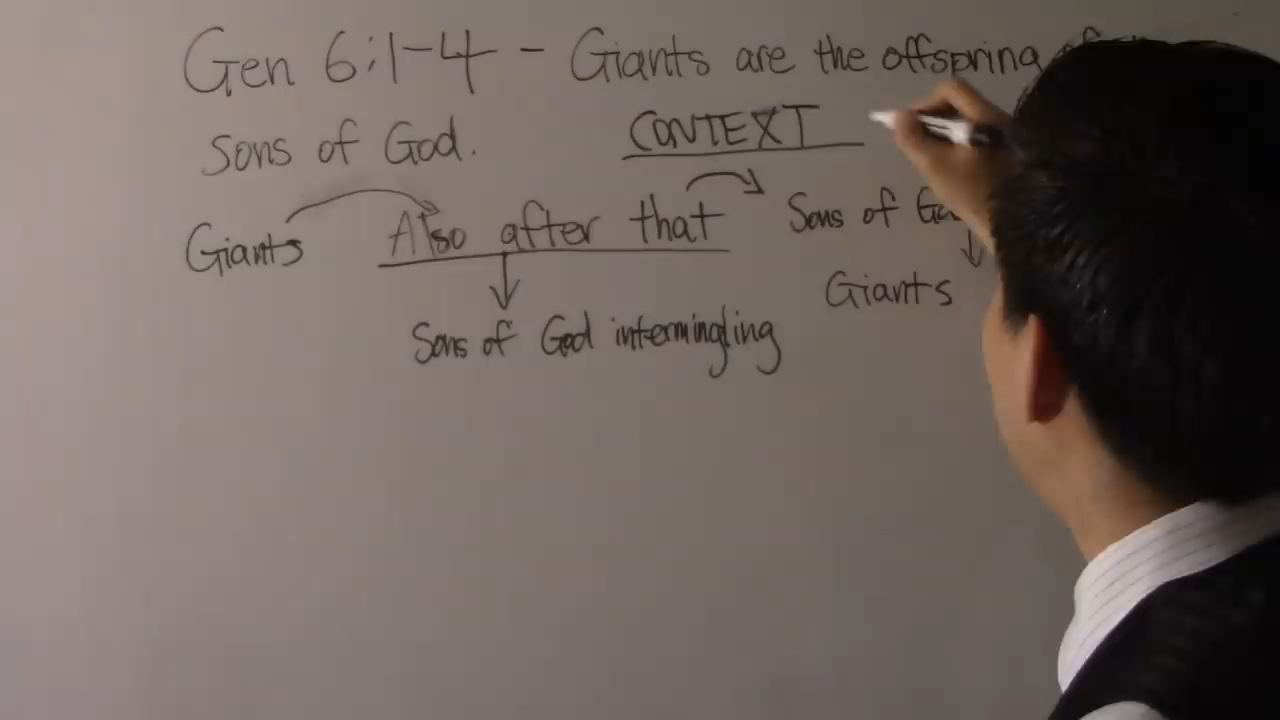 Gen 6:1-4 - Giants are the offspring of
Sons of God.
CONTEXT
Giants Also after that Sons of
Giants
Sons of God intermingling